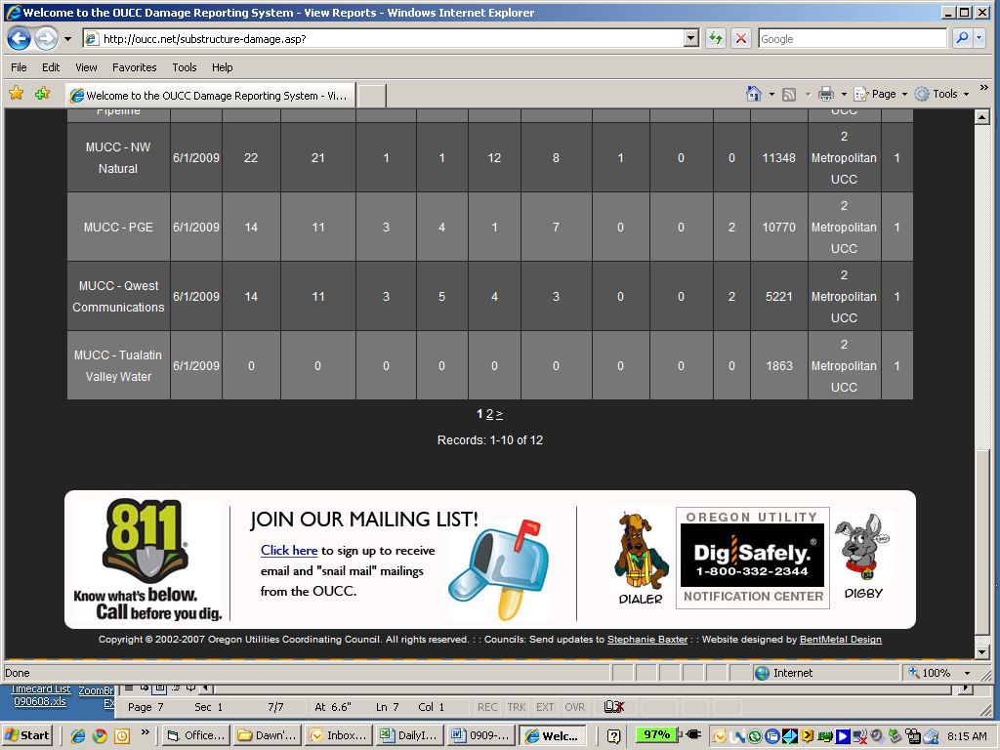 Welcome to the OUCC Damage Reporting System - View Reports - Windows Internet Explorer
http://oucc.net/substructure-damage.asp?
Google
File Edit View Favorites Tools Help
Welcome to the OUCC Damage Reporting System - Vi...
Page Tools »
Pipeline UCC
MUCC - NW Natural 6/1/2009 22 21 1 1 12 8 1 0 0 11348 2 Metropolitan UCC 1
MUCC - PGE 6/1/2009 14 11 3 4 1 7 0 0 2 10770 2 Metropolitan UCC 1
MUCC - Qwest Communications 6/1/2009 14 11 3 5 4 3 0 0 2 5221 2 Metropolitan UCC 1
MUCC - Tualatin Valley Water 6/1/2009 0 0 0 0 0 0 0 0 0 1863 2 Metropolitan UCC 1
1 2 >
Records: 1-10 of 12
811
Know what's below.
Call before you dig.
JOIN OUR MAILING LIST!
Click here to sign up to receive
email and "snail mail" mailings
from the OUCC.
DIALER
OREGON UTILITY
Dig Safely.®
1-800-332-2344
NOTIFICATION CENTER
DIGBY
Copyright © 2002-2007 Oregon Utilities Coordinating Council. All rights reserved. : : Councils: Send updates to Stephanie Baxter : : Website designed by BentMetal Design
Done Internet 100%
Timecard List
090608.xls
ZoomBr
EX
Page 7 Sec 1 7/7 At 6.6" Ln 7 Col 1 REC TRK EXT OVR
Start » Office... Dawn'... Inbox... DailyI... 0909-... Welc... 97% 8:15 AM